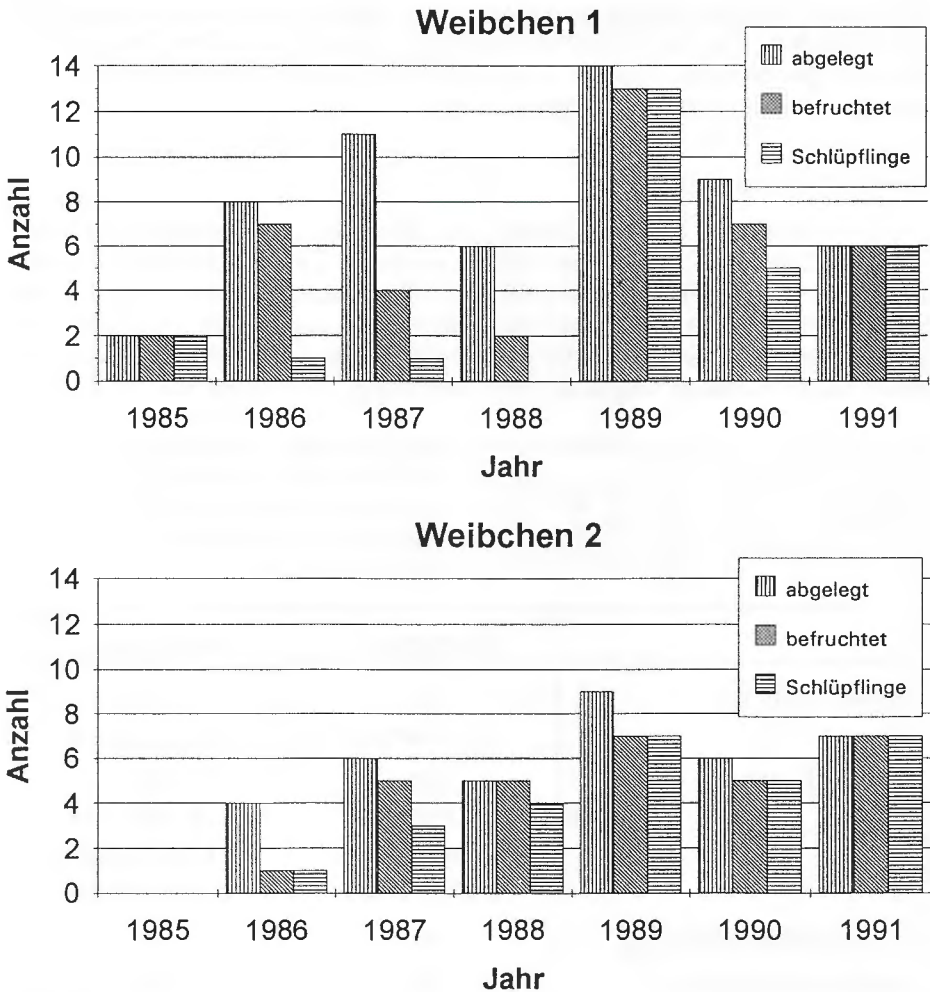 Weibchen 1
abgelegt
befruchtet
Schlüpflinge
14
12
10
8
6
4
2
0
Anzahl
1985 1986 1987 1988 1989 1990 1991
Jahr
Weibchen 2
abgelegt
befruchtet
Schlüpflinge
14
12
10
8
6
4
2
0
Anzahl
1985 1986 1987 1988 1989 1990 1991
Jahr